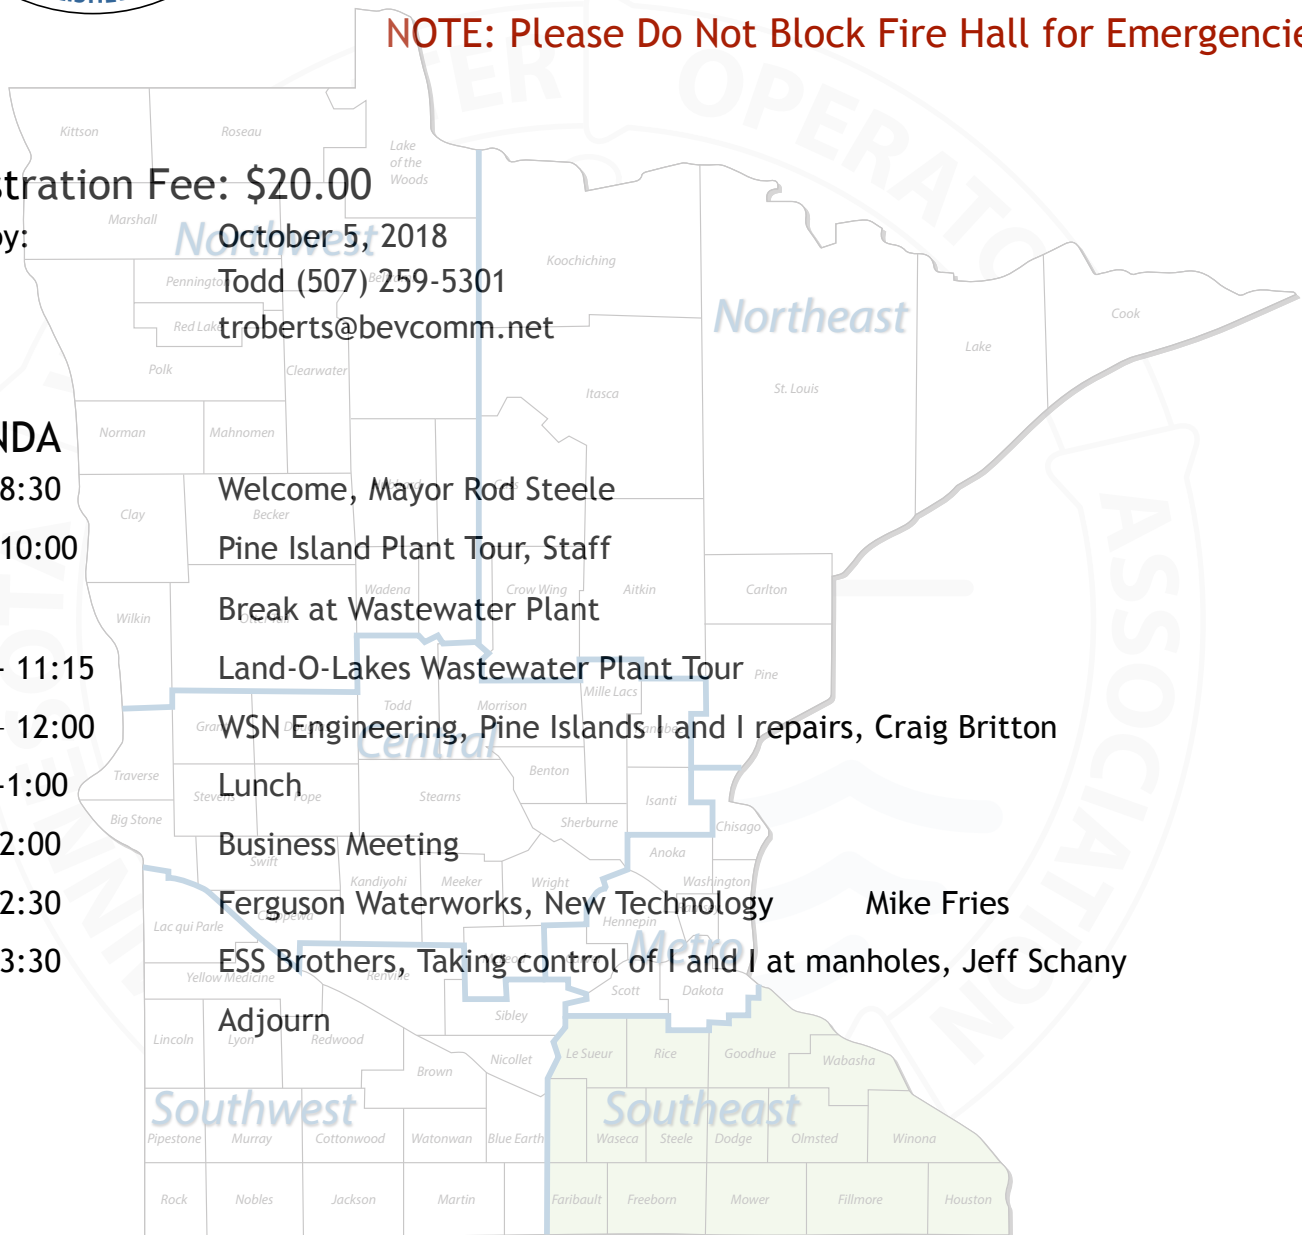 NOTE: Please Do Not Block Fire Hall for Emergencie
stration Fee: $20.00
by: October 5, 2018
Todd (507) 259-5301
troberts@bevcomm.net
NDA
8:30 Welcome, Mayor Rod Steele
10:00 Pine Island Plant Tour, Staff
Break at Wastewater Plant
- 11:15 Land-O-Lakes Wastewater Plant Tour
- 12:00 WSN Engineering, Pine Islands I and I repairs, Craig Britton
-1:00 Lunch
2:00 Business Meeting
2:30 Ferguson Waterworks, New Technology Mike Fries
3:30 ESS Brothers, Taking control of I and I at manholes, Jeff Schany
Adjourn
Northwest
Northeast
Central
Metro
Southwest
Southeast
Kittson
Roseau
Lake
of the
Woods
Marshall
Koochiching
Pennington
Red Lake
Cook
Lake
Polk
Clearwater
Itasca
St. Louis
Norman
Mahnomen
Clay
Becker
Wadena
Crow Wing
Aitkin
Carlton
Wilkin
Pine
Todd
Morrison
Mille Lacs
Grant
Traverse
Stevens
Pope
Stearns
Benton
Isanti
Big Stone
Sherburne
Chisago
Swift
Anoka
Kandiyohi
Meeker
Wright
Washington
Hennepin
Lac qui Parle
Chippewa
Yellow Medicine
Renville
Scott
Dakota
Sibley
Lincoln
Lyon
Redwood
Nicollet
Le Sueur
Rice
Goodhue
Wabasha
Brown
Pipestone
Murray
Cottonwood
Watonwan
Blue Earth
Waseca
Steele
Dodge
Olmsted
Winona
Rock
Nobles
Jackson
Martin
Faribault
Freeborn
Mower
Fillmore
Houston
OPERATO
ASSOCIATION